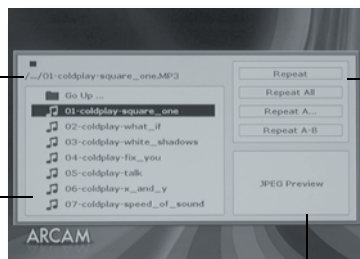 /.../01-coldplay-square_one.MP3
Go Up ...
01-coldplay-square_one
02-coldplay-what_if
03-coldplay-white_shadows
04-coldplay-fix_you
05-coldplay-talk
06-coldplay-x_and_y
07-coldplay-speed_of_sound
Repeat
Repeat All
Repeat A...
Repeat A-B
JPEG Preview
ARCAM